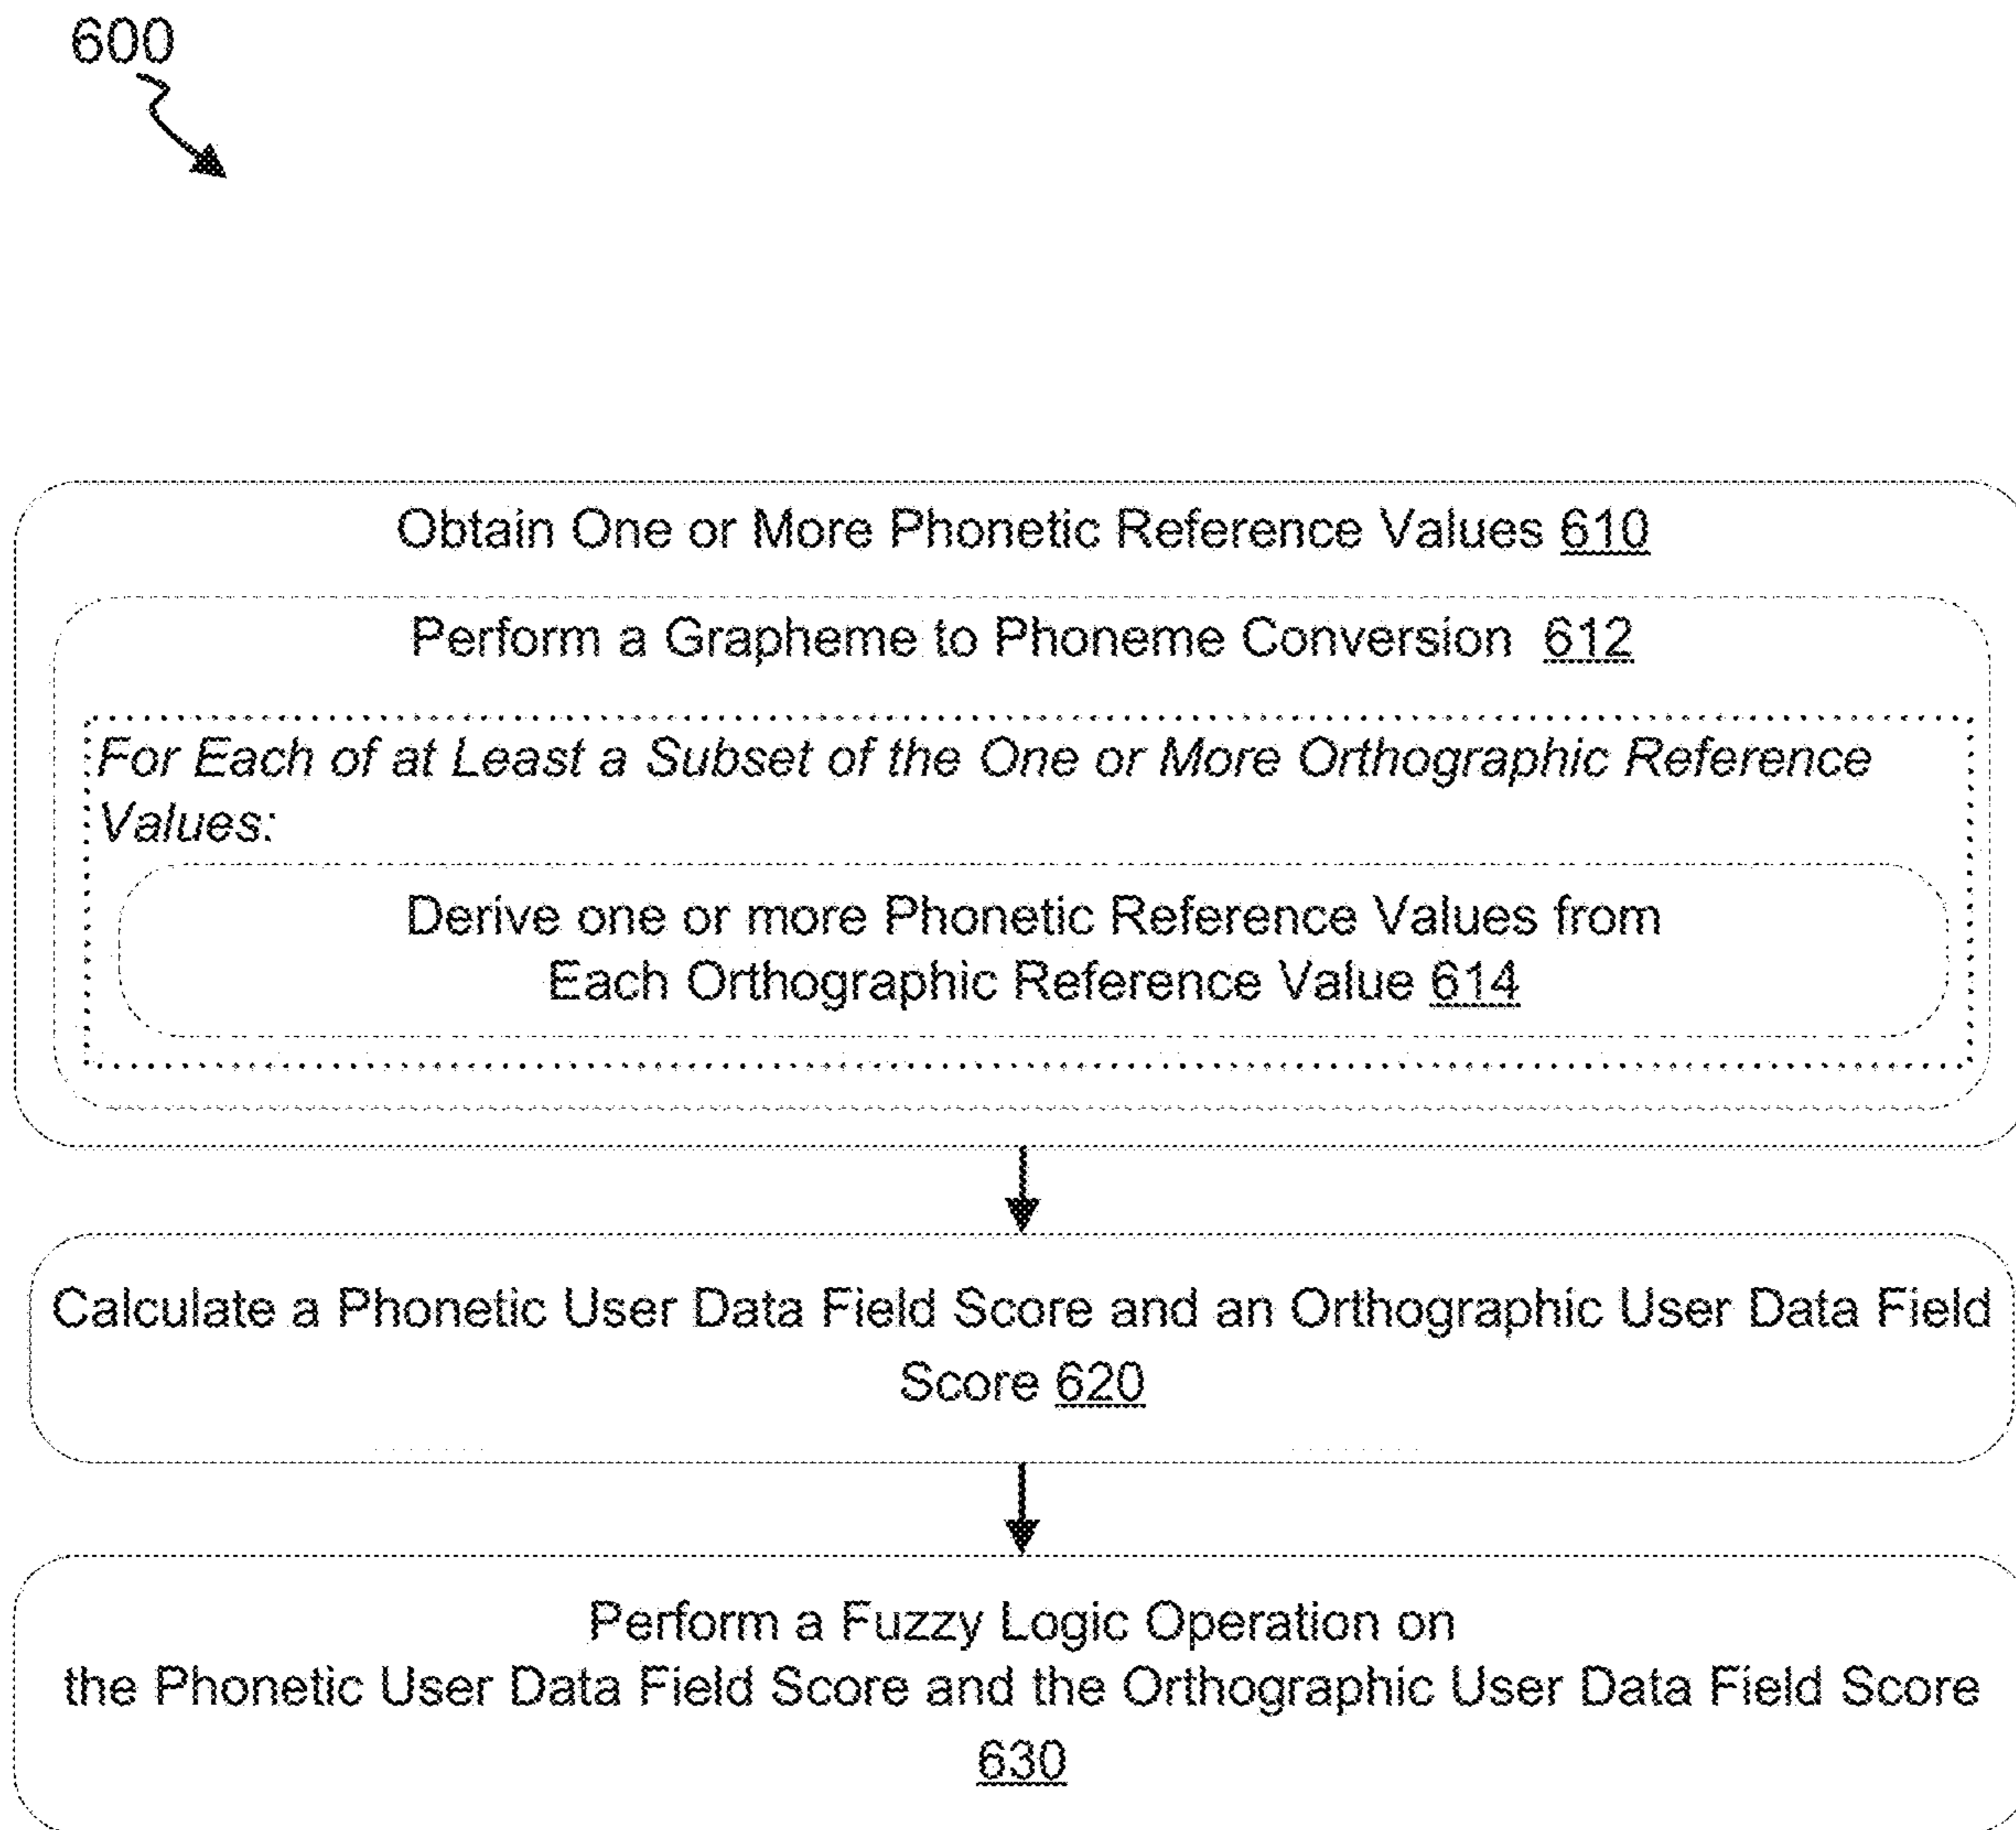 600
Obtain One or More Phonetic Reference Values 610
Perform a Grapheme to Phoneme Conversion 612
For Each of at Least a Subset of the One or More Orthographic Reference
Values:
Derive one or more Phonetic Reference Values from
Each Orthographic Reference Value 614
Calculate a Phonetic User Data Field Score and an Orthographic User Data Field
Score 620
Perform a Fuzzy Logic Operation on
the Phonetic User Data Field Score and the Orthographic User Data Field Score
630